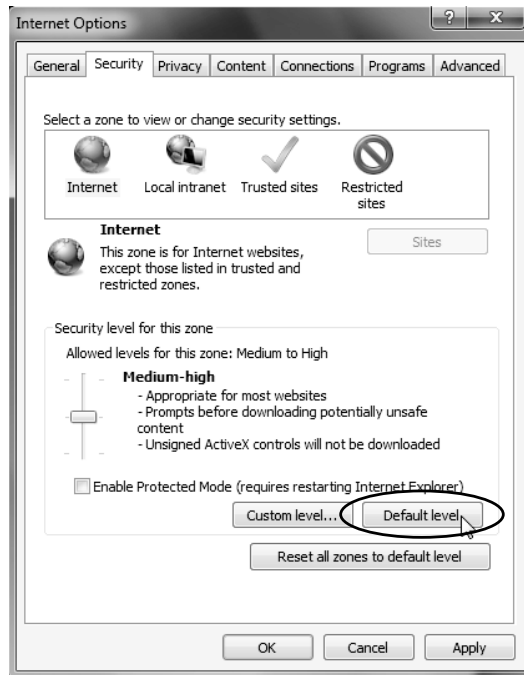 Internet Options
? X
General Security Privacy Content Connections Programs Advanced
Select a zone to view or change security settings.
Internet Local intranet Trusted sites Restricted
sites
Internet
Sites
This zone is for Internet websites,
except those listed in trusted and
restricted zones.
Security level for this zone
Allowed levels for this zone: Medium to High
Medium-high
- Appropriate for most websites
- Prompts before downloading potentially unsafe
content
- Unsigned ActiveX controls will not be downloaded
Enable Protected Mode (requires restarting Internet Explorer)
Custom level... Default level
Reset all zones to default level
OK Cancel Apply